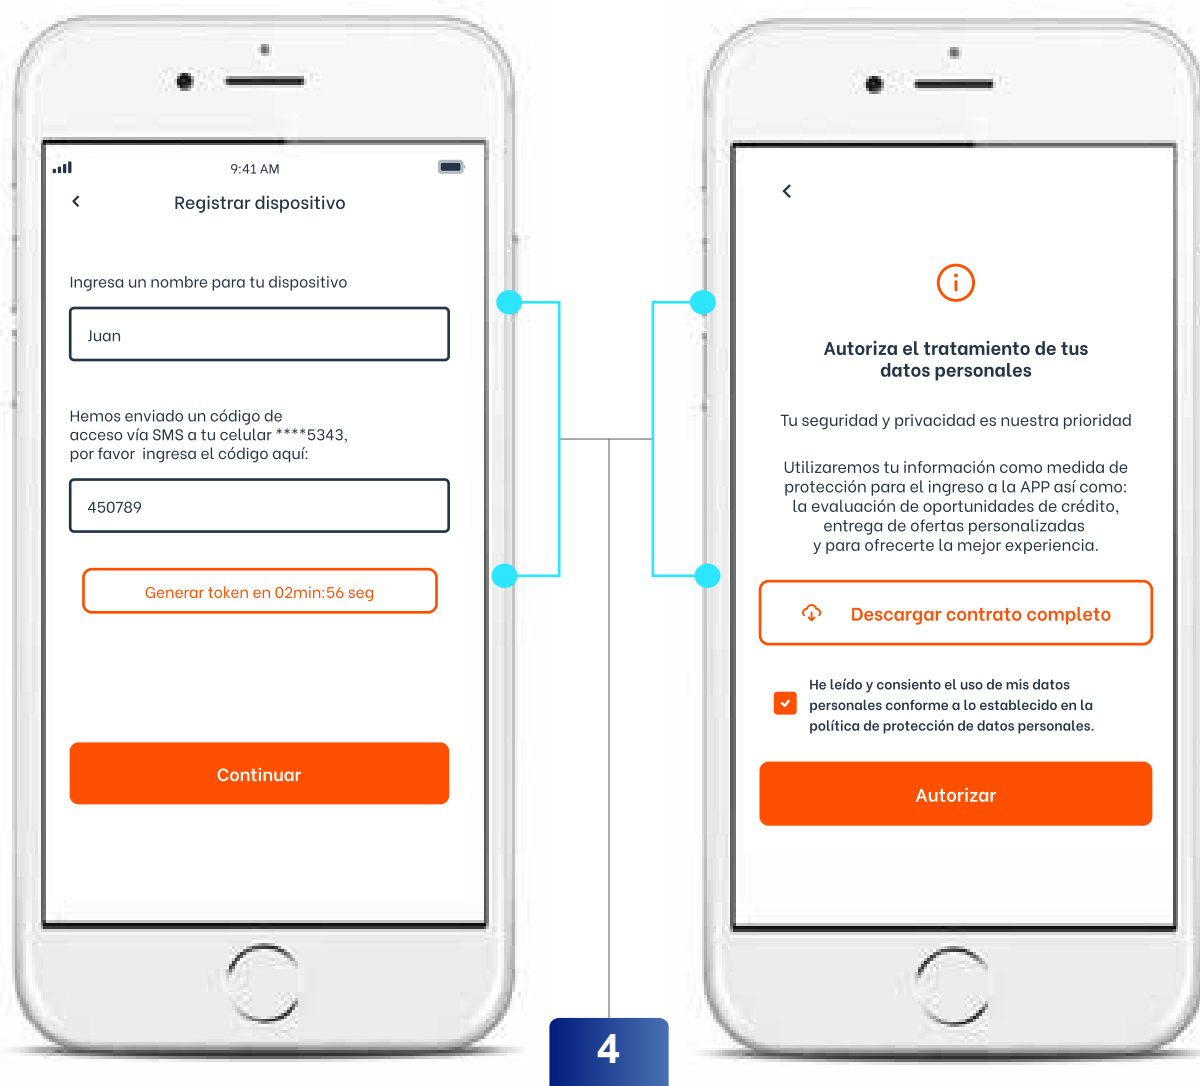 9:41 AM
Registrar dispositivo
Ingresa un nombre para tu dispositivo
Juan
Hemos enviado un código de
acceso vía SMS a tu celular ****5343,
por favor ingresa el código aquí:
450789
Generar token en 02min:56 seg
Continuar
Autoriza el tratamiento de tus
datos personales
Tu seguridad y privacidad es nuestra prioridad
Utilizaremos tu información como medida de
protección para el ingreso a la APP así como:
la evaluación de oportunidades de crédito,
entrega de ofertas personalizadas
y para ofrecerte la mejor experiencia.
Descargar contrato completo
He leído y consiento el uso de mis datos
personales conforme a lo establecido en la
política de protección de datos personales.
Autorizar
4